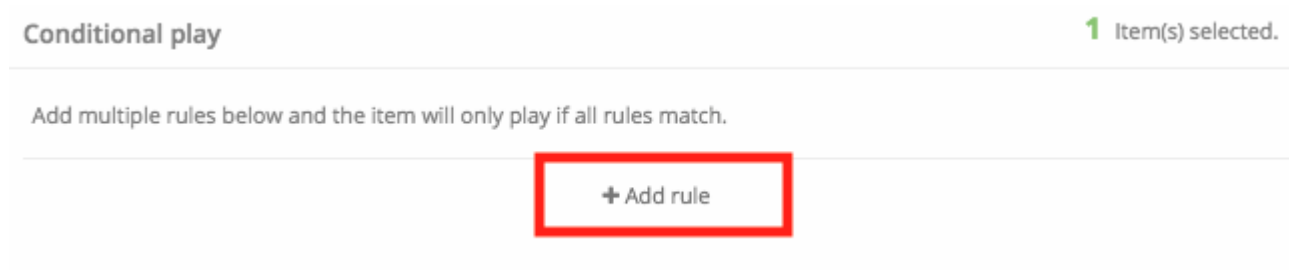 Conditional play
1 Item(s) selected.
Add multiple rules below and the item will only play if all rules match.
+ Add rule